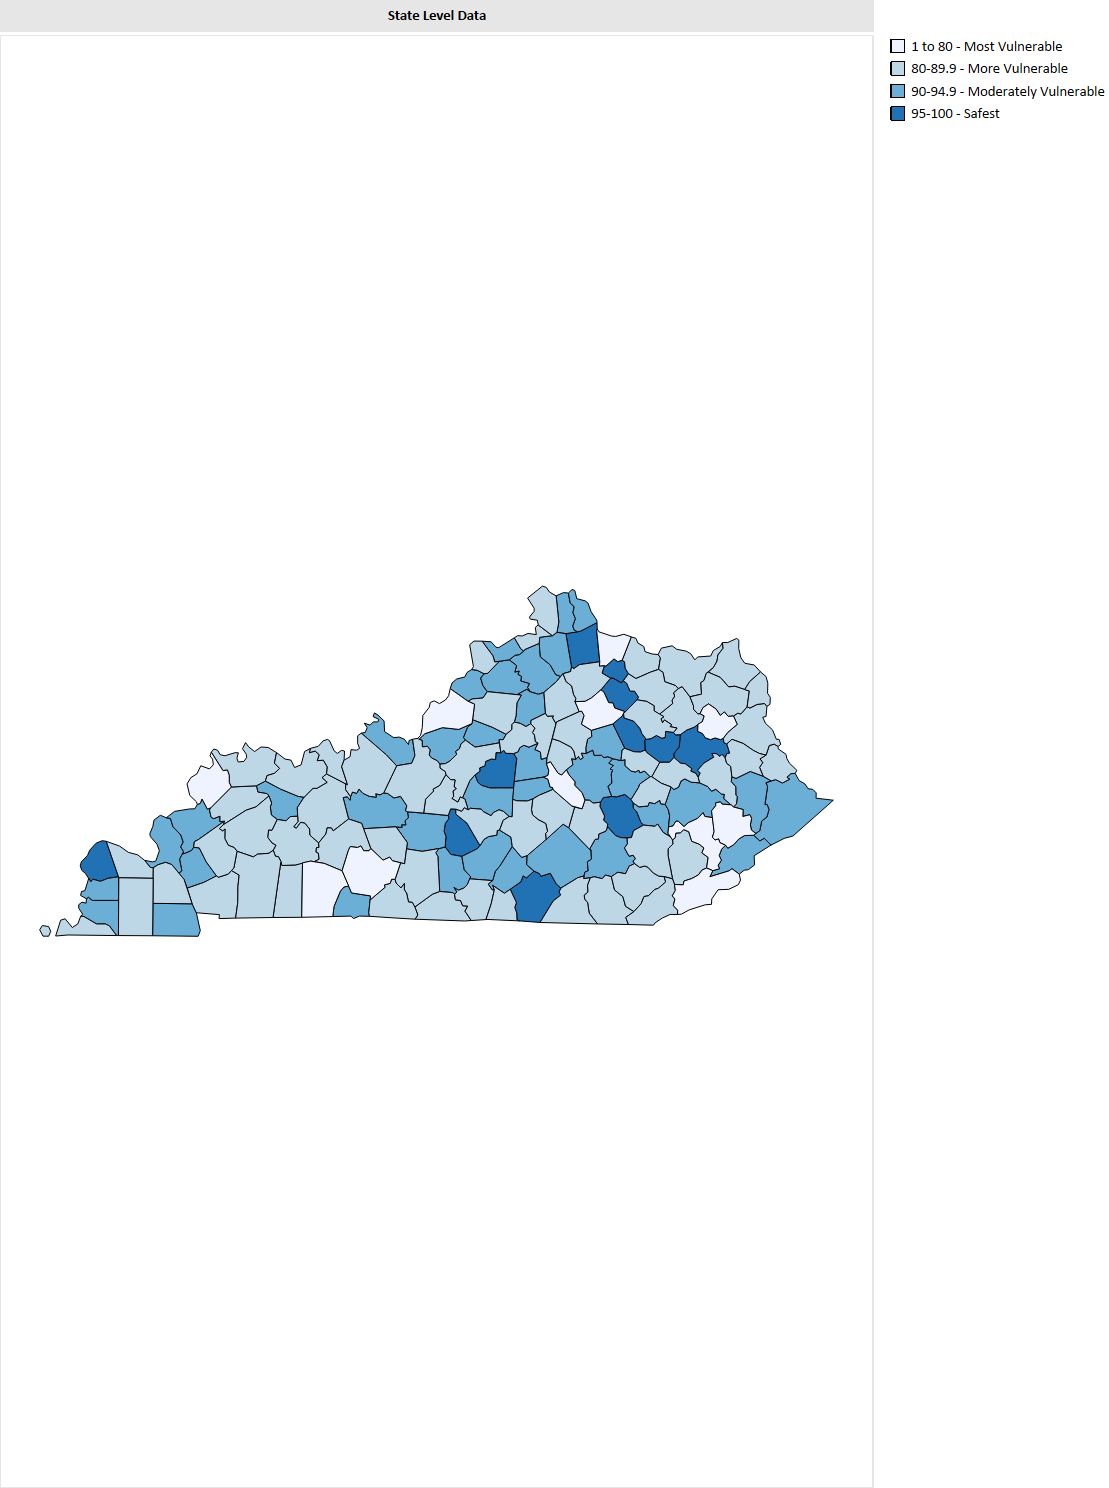 State Level Data
1 to 80 - Most Vulnerable
80-89.9 - More Vulnerable
90-94.9 - Moderately Vulnerable
95-100 - Safest